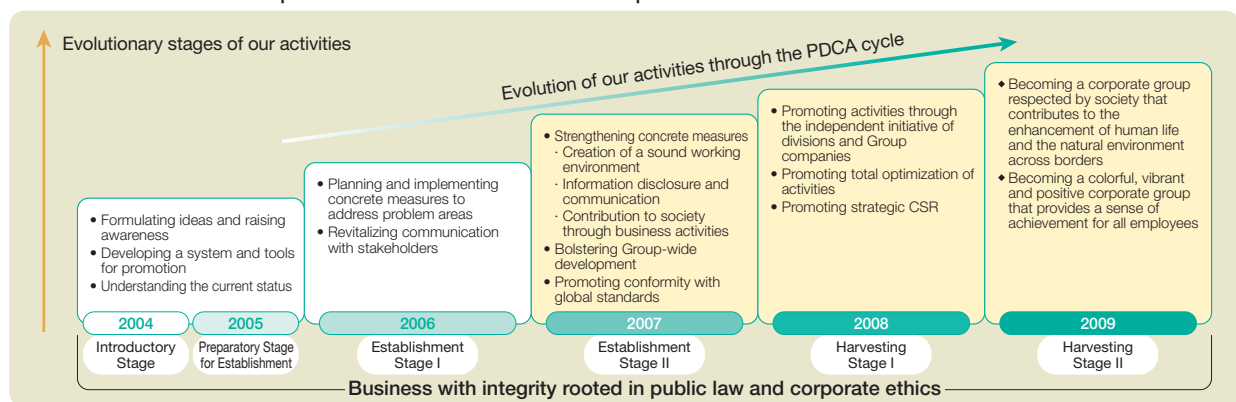 Evolutionary stages of our activities
Evolution of our activities through the PDCA cycle
• Formulating ideas and raising
awareness
• Developing a system and tools
for promotion
• Understanding the current status
• Planning and implementing
concrete measures to
address problem areas
• Revitalizing communication
with stakeholders
• Strengthening concrete measures
· Creation of a sound working
environment
· Information disclosure and
communication
· Contribution to society
through business activities
• Bolstering Group-wide
development
• Promoting conformity with
global standards
• Promoting activities through
the independent initiative of
divisions and Group
companies
• Promoting total optimization of
activities
• Promoting strategic CSR
◆ Becoming a corporate group
respected by society that
contributes to the
enhancement of human life
and the natural environment
across borders
◆ Becoming a colorful, vibrant
and positive corporate group
that provides a sense of
achievement for all employees
2004
2005
2006
2007
2008
2009
Introductory
Stage
Preparatory Stage
for Establishment
Establishment
Stage I
Establishment
Stage II
Harvesting
Stage I
Harvesting
Stage II
Business with integrity rooted in public law and corporate ethics